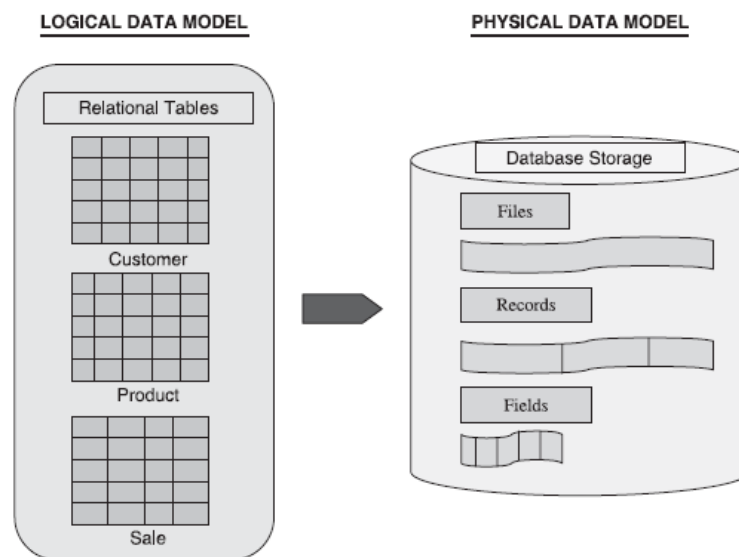 LOGICAL DATA MODEL
Relational Tables
Customer
Product
Sale
PHYSICAL DATA MODEL
Database Storage
Files
Records
Fields